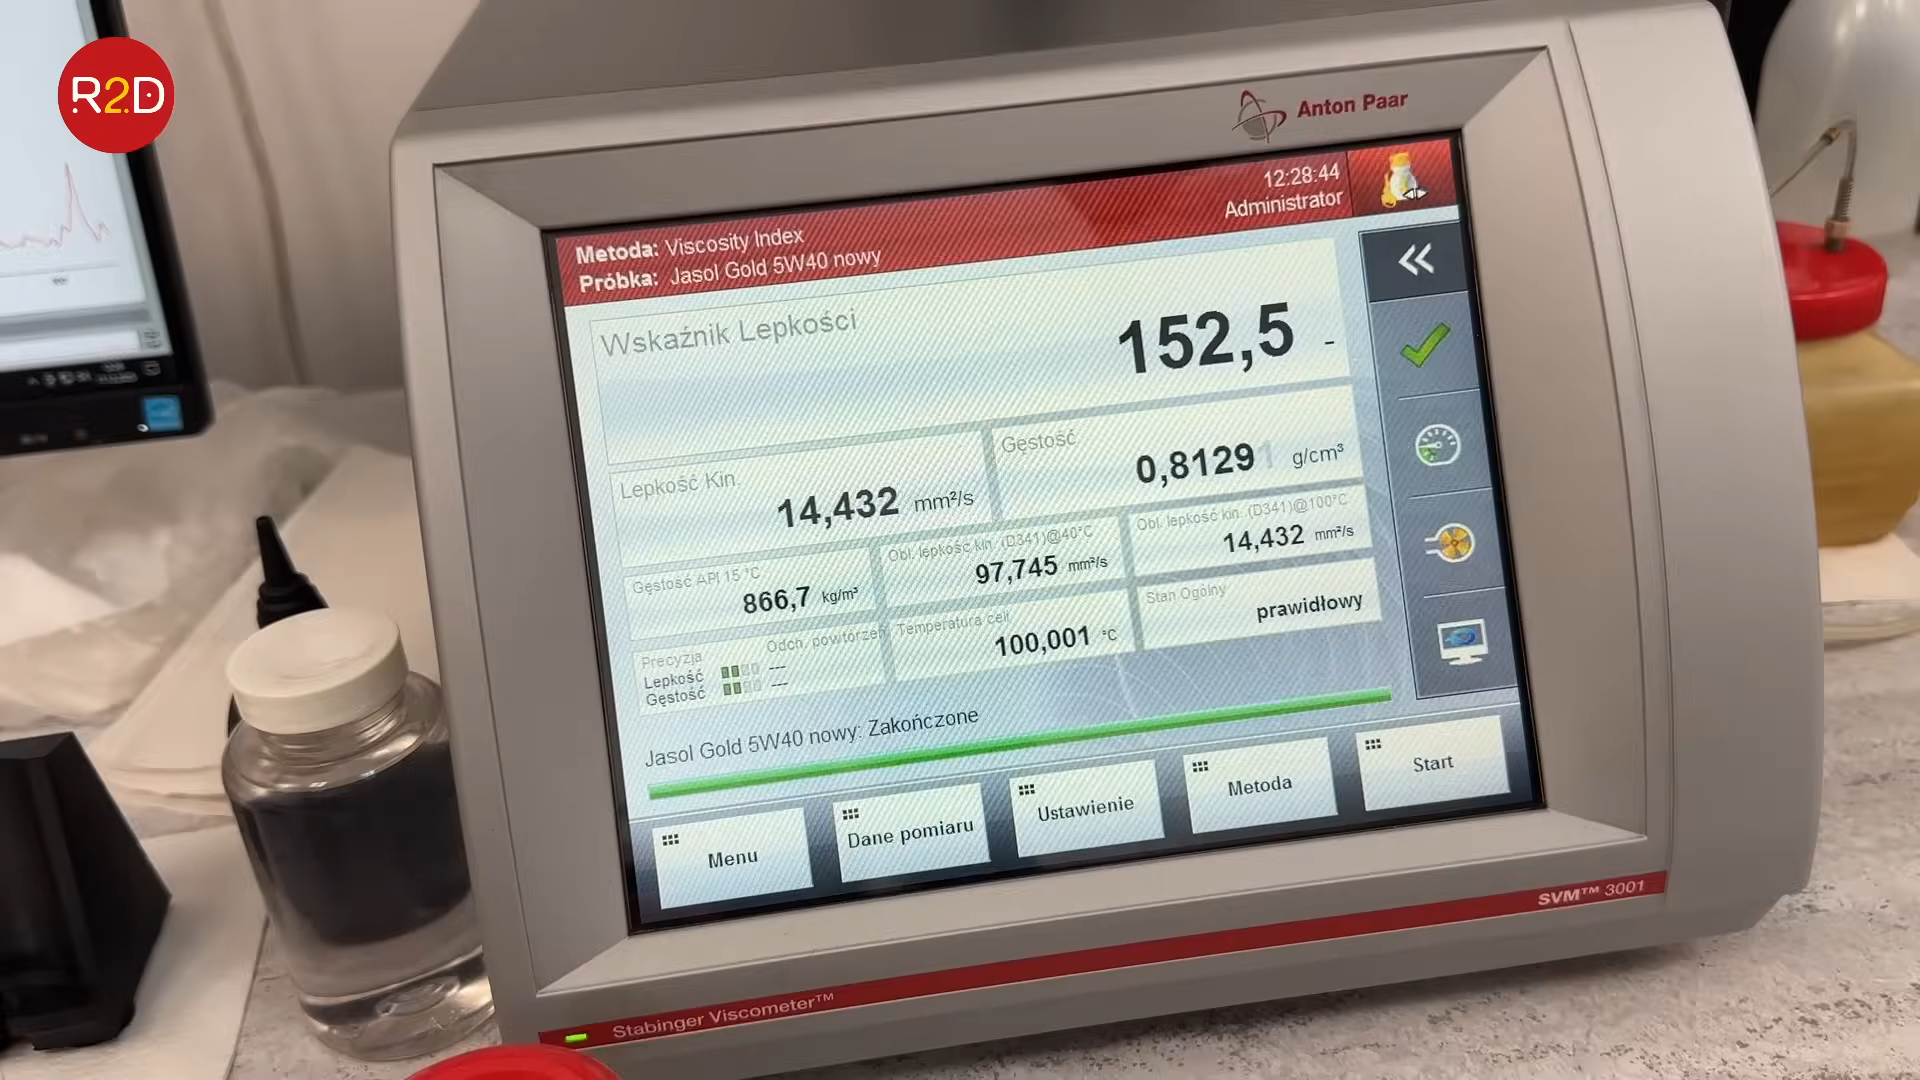 R2D
Anton Paar
12:28:44
Administrator
Metoda: Viscosity Index
Próbka: Jasol Gold 5W40 nowy
Wskaźnik Lepkości
152,5 -
Lepkość Kin.
14,432 mm²/s
Gęstość
0,81291 g/cm³
Gęstość API 15 °C
866,7 kg/m³
Obl. lepkość kin. (D341)@40°C
97,745 mm²/s
Obl. lepkość kin. (D341)@100°C
14,432 mm²/s
Precyzja
Odch. powtórzeń
Lepkość ---
Gęstość ---
Temperatura celi
100,001 °C
Stan Ogólny
prawidłowy
Jasol Gold 5W40 nowy: Zakończone
Menu
Dane pomiaru
Ustawienie
Metoda
Start
SVM™ 3001
Stabinger Viscometer™